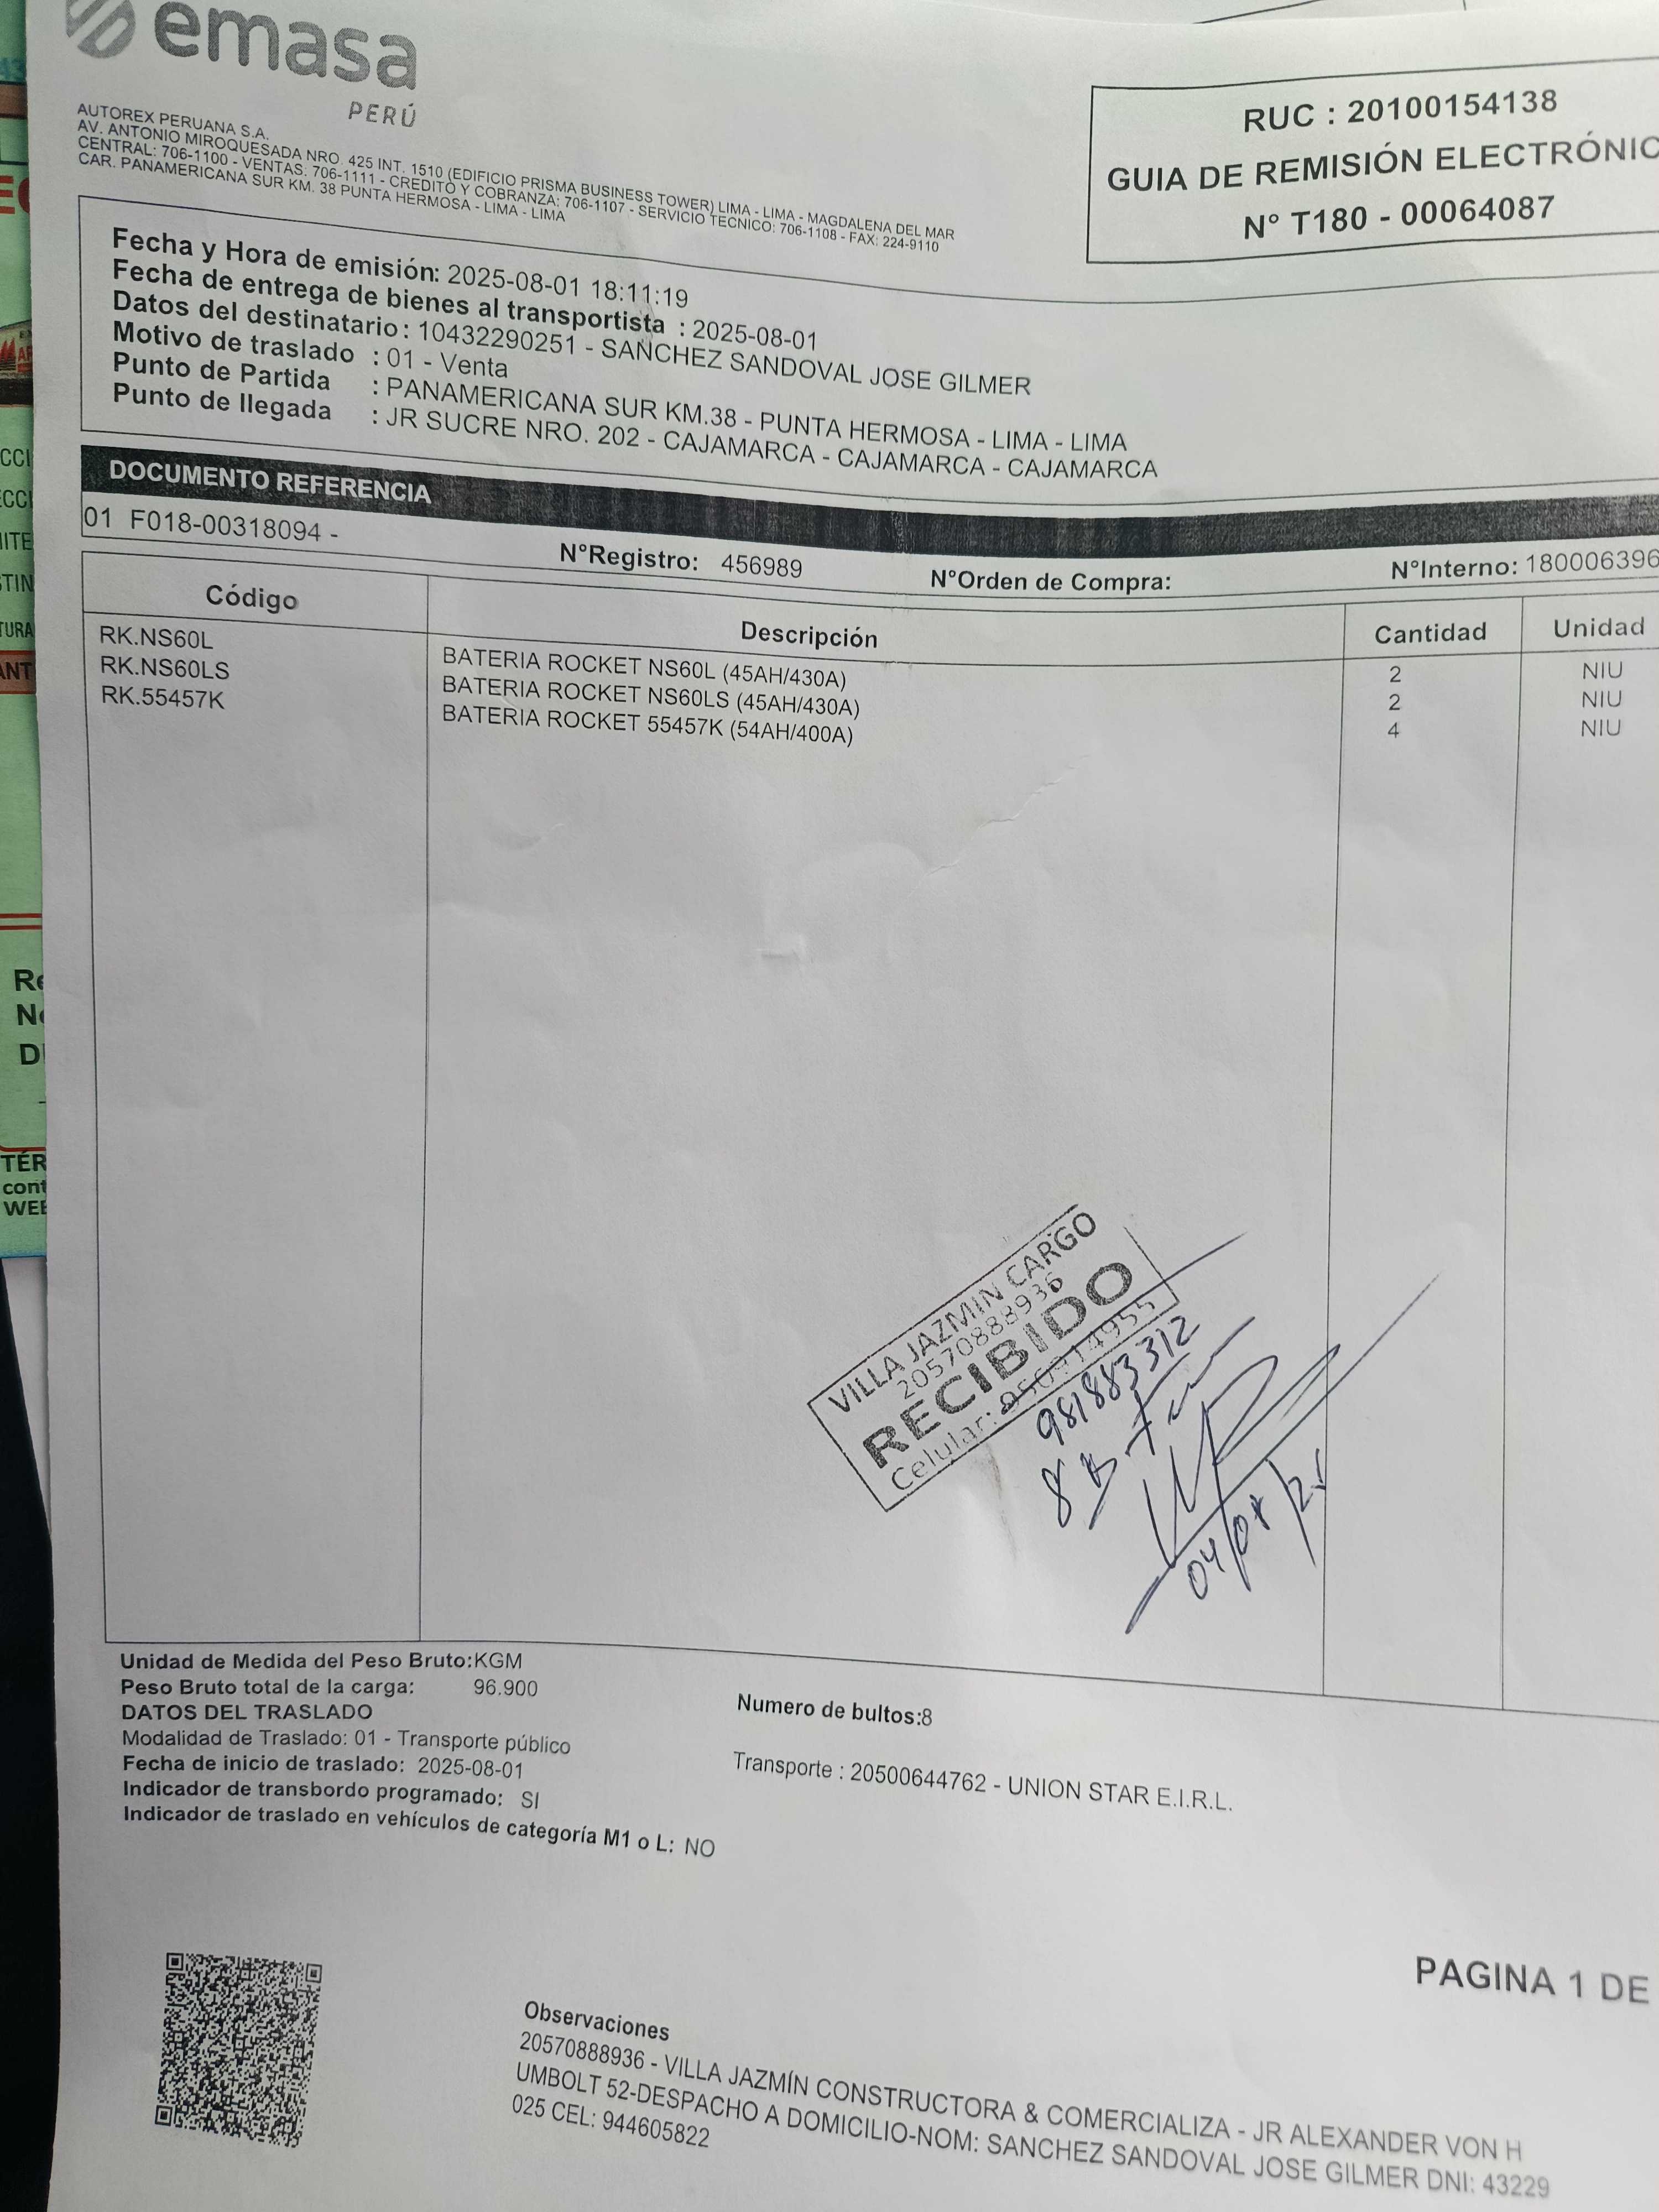 emasa
PERÚ
AUTOREX PERUANA S.A.
AV. ANTONIO MIROQUESADA NRO. 425 INT. 1510 (EDIFICIO PRISMA BUSINESS TOWER) LIMA - LIMA - MAGDALENA DEL MAR
CENTRAL: 706-1100 - VENTAS: 706-1111 - CREDITO Y COBRANZA: 706-1107 - SERVICIO TECNICO: 706-1108 - FAX: 224-9110
CAR. PANAMERICANA SUR KM. 38 PUNTA HERMOSA - LIMA - LIMA
RUC : 20100154138
GUIA DE REMISIÓN ELECTRÓNIC
N° T180 - 00064087
Fecha y Hora de emisión: 2025-08-01 18:11:19
Fecha de entrega de bienes al transportista : 2025-08-01
Datos del destinatario : 10432290251 - SANCHEZ SANDOVAL JOSE GILMER
Motivo de traslado : 01 - Venta
Punto de Partida : PANAMERICANA SUR KM.38 - PUNTA HERMOSA - LIMA - LIMA
Punto de llegada : JR SUCRE NRO. 202 - CAJAMARCA - CAJAMARCA - CAJAMARCA
DOCUMENTO REFERENCIA
01 F018-00318094 -
N°Registro: 456989 N°Orden de Compra: N°Interno: 180006396
Código Descripción Cantidad Unidad
RK.NS60L BATERIA ROCKET NS60L (45AH/430A) 2 NIU
RK.NS60LS BATERIA ROCKET NS60LS (45AH/430A) 2 NIU
RK.55457K BATERIA ROCKET 55457K (54AH/400A) 4 NIU
VILLA JAZMIN CARGO
20570888936
RECIBIDO
Celular:
981883312
8 B
04/08/25
Unidad de Medida del Peso Bruto:KGM
Peso Bruto total de la carga: 96.900
Numero de bultos:8
DATOS DEL TRASLADO
Modalidad de Traslado: 01 - Transporte público
Fecha de inicio de traslado: 2025-08-01
Transporte : 20500644762 - UNION STAR E.I.R.L.
Indicador de transbordo programado: SI
Indicador de traslado en vehículos de categoría M1 o L: NO
PAGINA 1 DE
Observaciones
20570888936 - VILLA JAZMÍN CONSTRUCTORA & COMERCIALIZA - JR ALEXANDER VON H
UMBOLT 52-DESPACHO A DOMICILIO-NOM: SANCHEZ SANDOVAL JOSE GILMER DNI: 43229
025 CEL: 944605822